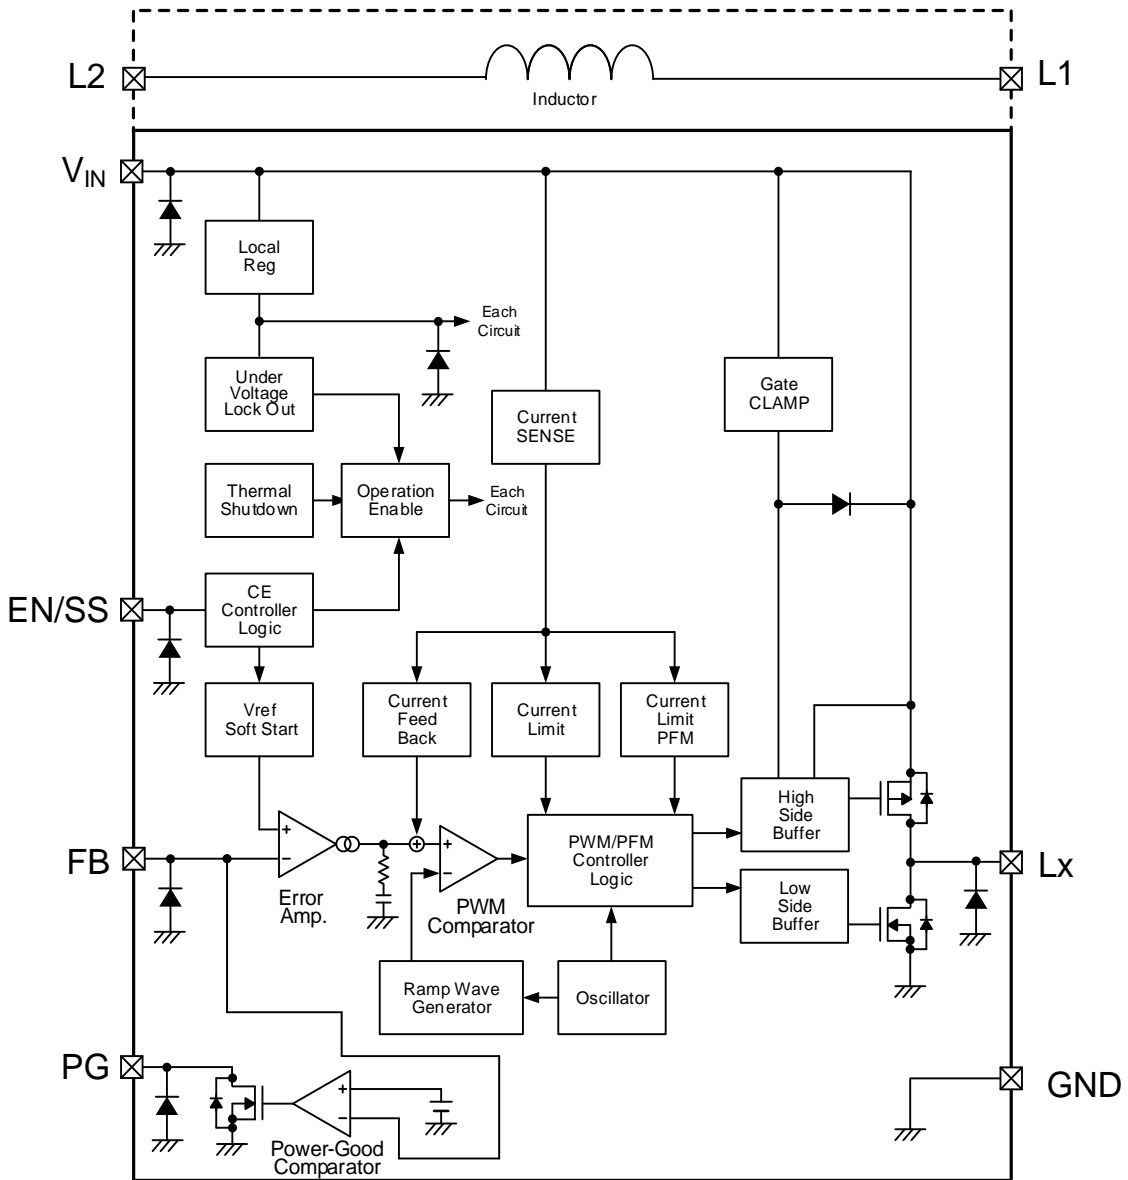 L2
L1
Inductor
VIN
Local
Reg
Each
Circuit
Under
Voltage
Lock Out
Gate
CLAMP
Current
SENSE
Thermal
Shutdown
Operation
Enable
Each
Circuit
EN/SS
CE
Controller
Logic
Vref
Soft Start
Current
Feed
Back
Current
Limit
Current
Limit
PFM
High
Side
Buffer
+
-
+
+
-
PWM/PFM
Controller
Logic
FB
Lx
Error
Amp.
PWM
Comparator
Low
Side
Buffer
Ramp Wave
Generator
Oscillator
PG
GND
+
-
Power-Good
Comparator